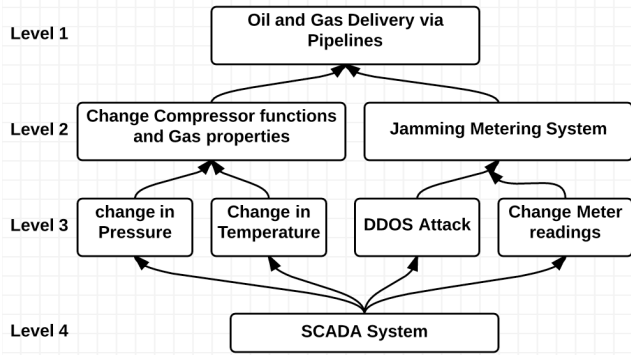 Level 1
Oil and Gas Delivery via
Pipelines
Level 2
Change Compressor functions
and Gas properties
Jamming Metering System
Level 3
change in
Pressure
Change in
Temperature
DDOS Attack
Change Meter
readings
Level 4
SCADA System